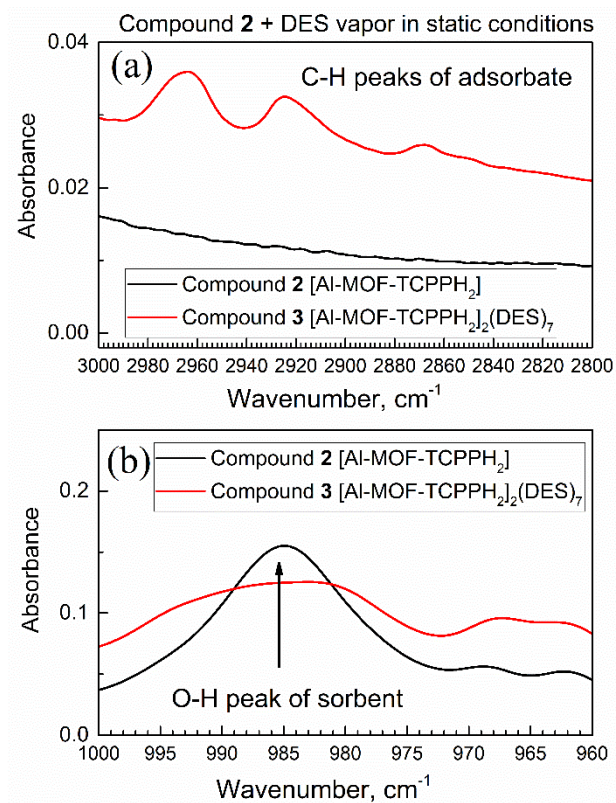 Compound 2 + DES vapor in static conditions
(a)
C-H peaks of adsorbate
Absorbance
0.04
0.02
0.00
Compound 2 [Al-MOF-TCPPH2]
Compound 3 [Al-MOF-TCPPH2]2(DES)7
3000 2980 2960 2940 2920 2900 2880 2860 2840 2820 2800
Wavenumber, cm-1
(b)
Compound 2 [Al-MOF-TCPPH2]
Compound 3 [Al-MOF-TCPPH2]2(DES)7
Absorbance
0.2
0.1
0.0
O-H peak of sorbent
1000 995 990 985 980 975 970 965 960
Wavenumber, cm-1